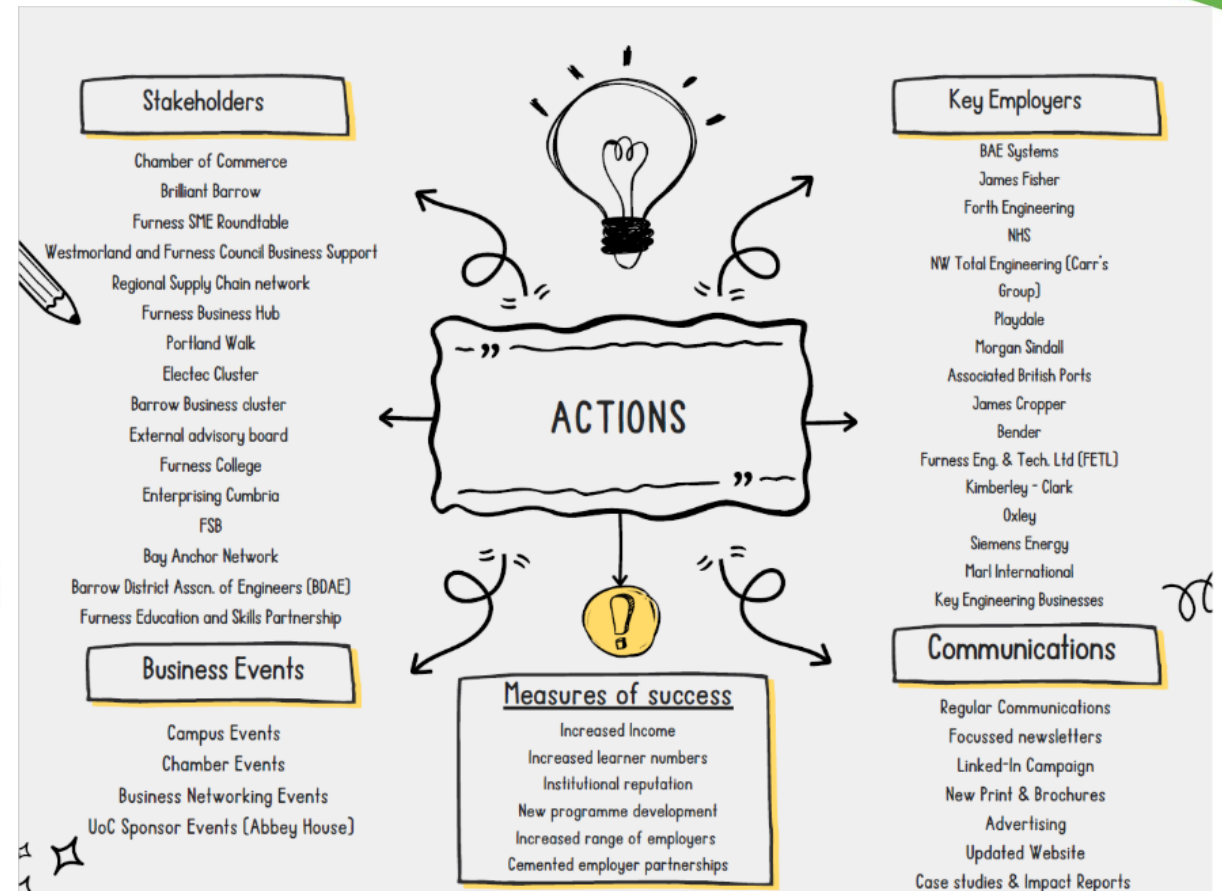 Stakeholders
Chamber of Commerce
Brilliant Barrow
Furness SME Roundtable
Westmorland and Furness Council Business Support
Regional Supply Chain network
Furness Business Hub
Portland Walk
Electec Cluster
Barrow Business cluster
External advisory board
Furness College
Enterprising Cumbria
FSB
Bay Anchor Network
Barrow District Asscn. of Engineers (BDAE)
Furness Education and Skills Partnership
Business Events
Campus Events
Chamber Events
Business Networking Events
UoC Sponsor Events (Abbey House)
ACTIONS
Measures of success
Increased Income
Increased learner numbers
Institutional reputation
New programme development
Increased range of employers
Cemented employer partnerships
Key Employers
BAE Systems
James Fisher
Forth Engineering
NHS
NW Total Engineering (Carr's
Group)
Playdale
Morgan Sindall
Associated British Ports
James Cropper
Bender
Furness Eng. & Tech. Ltd (FETL)
Kimberley - Clark
Oxley
Siemens Energy
Marl International
Key Engineering Businesses
Communications
Regular Communications
Focussed newsletters
Linked-In Campaign
New Print & Brochures
Advertising
Updated Website
Case studies & Impact Reports